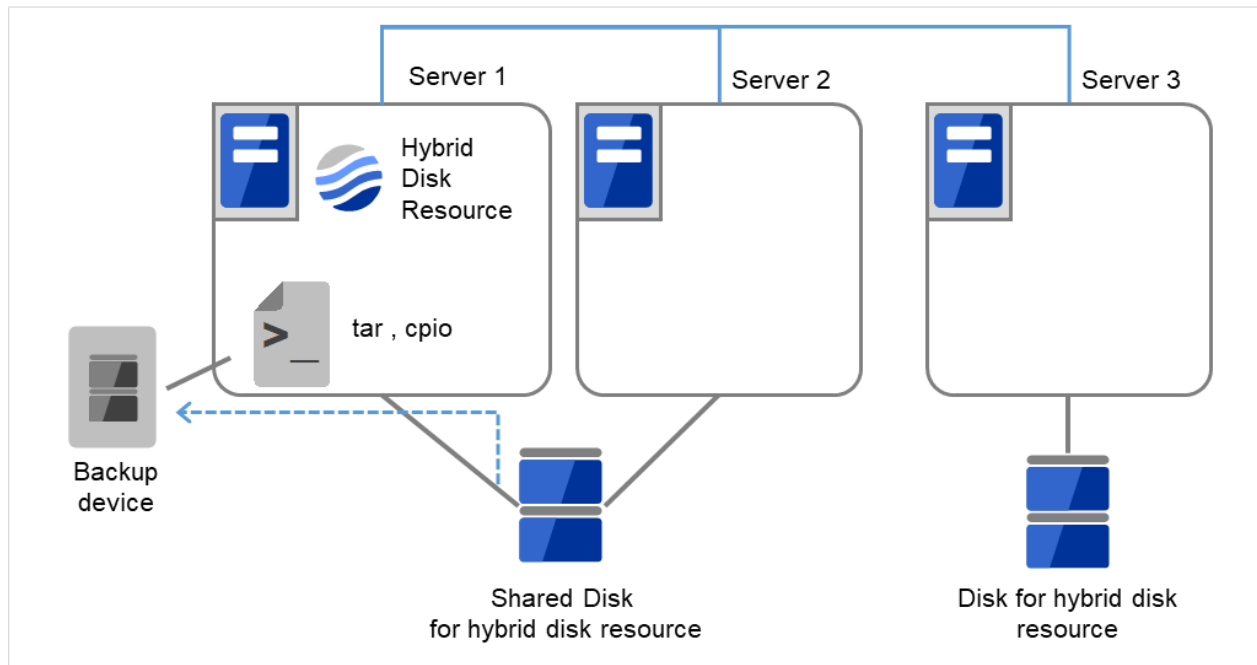 Server 1
Server 2
Server 3
Hybrid
Disk
Resource
>_
tar , cpio
Backup
device
Shared Disk
for hybrid disk resource
Disk for hybrid disk
resource